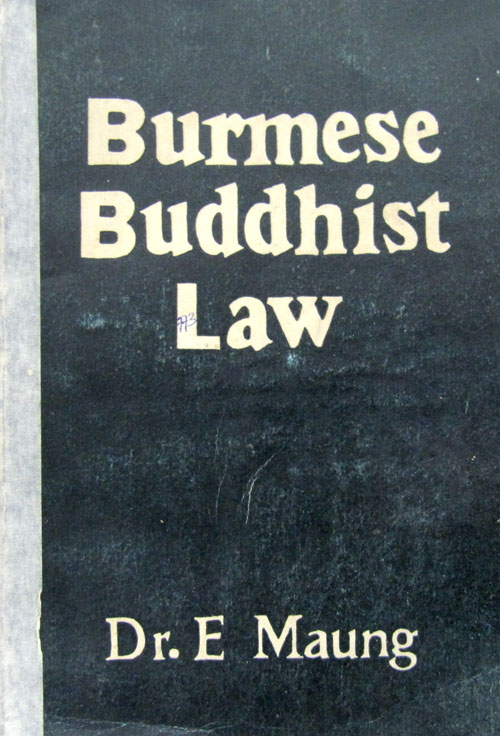 Burmese
Buddhist
Law
Dr. E Maung